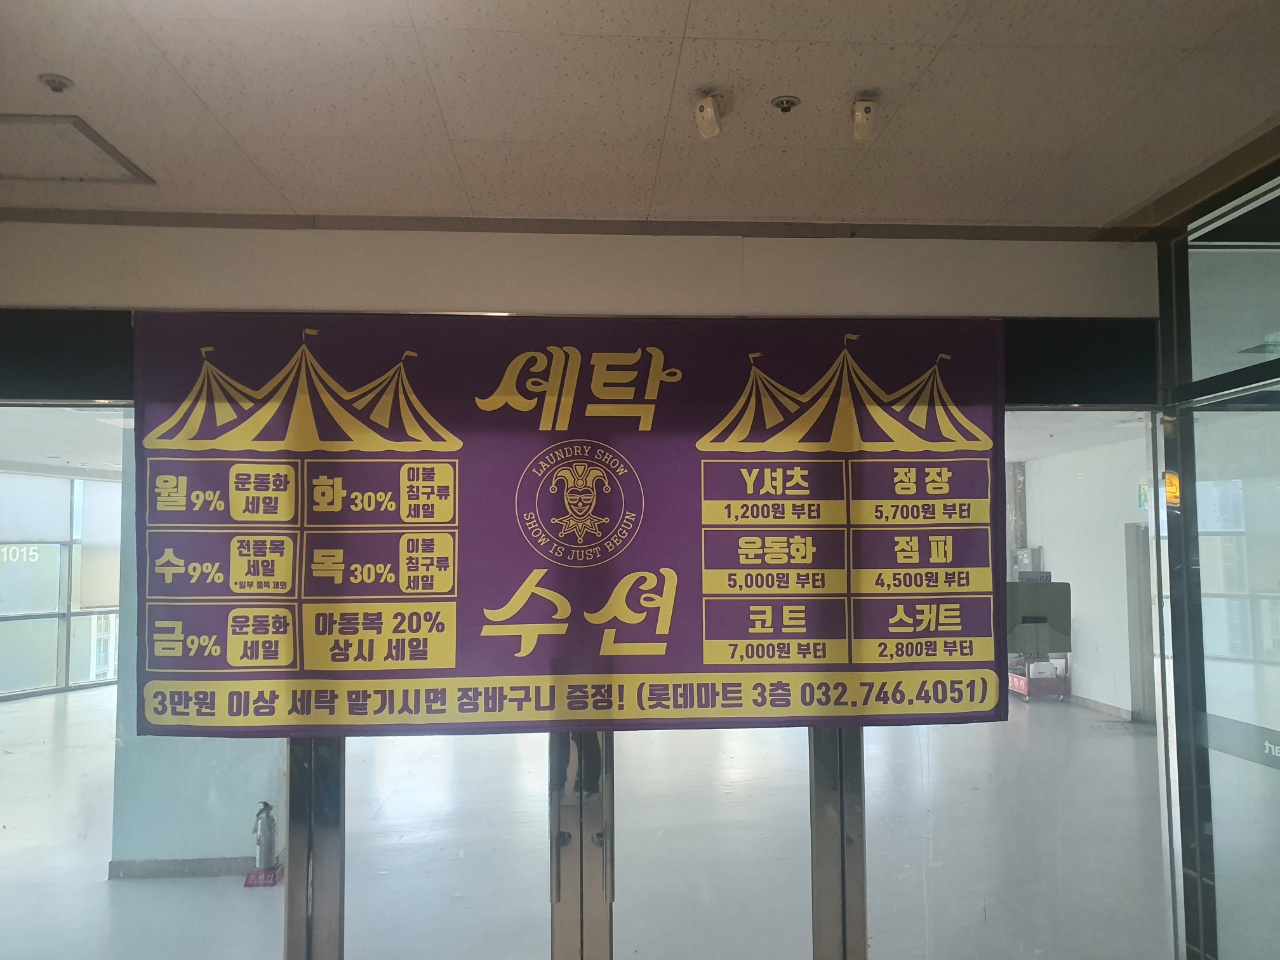 세탁
LAUNDRY SHOW
SHOW IS JUST BEGUN
수선
월 9% 운동화 세일
화 30% 이불 침구류 세일
수 9% 전품목 세일 *일부 품목 제외
목 30% 이불 침구류 세일
금 9% 운동화 세일
아동복 20%
상시 세일
Y셔츠
1,200원 부터
정장
5,700원 부터
운동화
5,000원 부터
점퍼
4,500원 부터
코트
7,000원 부터
스커트
2,800원 부터
3만원 이상 세탁 맡기시면 장바구니 증정! (롯데마트 3층 032.746.4051)
1015
소화기